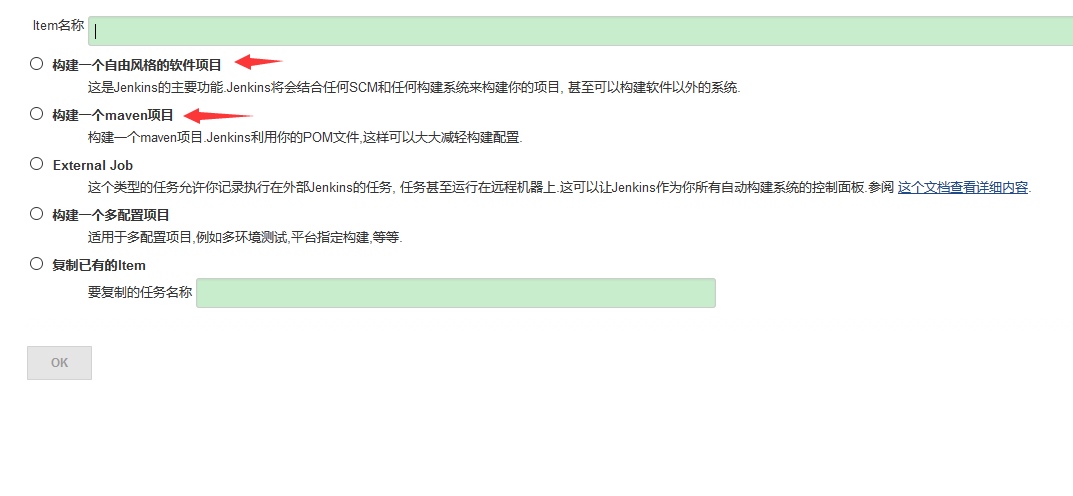 Item名称
构建一个自由风格的软件项目
这是Jenkins的主要功能.Jenkins将会结合任何SCM和任何构建系统来构建你的项目, 甚至可以构建软件以外的系统.
构建一个maven项目
构建一个maven项目.Jenkins利用你的POM文件,这样可以大大减轻构建配置.
External Job
这个类型的任务允许你记录执行在外部Jenkins的任务, 任务甚至运行在远程机器上.这可以让Jenkins作为你所有自动构建系统的控制面板.参阅 这个文档查看详细内容.
构建一个多配置项目
适用于多配置项目,例如多环境测试,平台指定构建,等等.
复制已有的Item
要复制的任务名称
OK